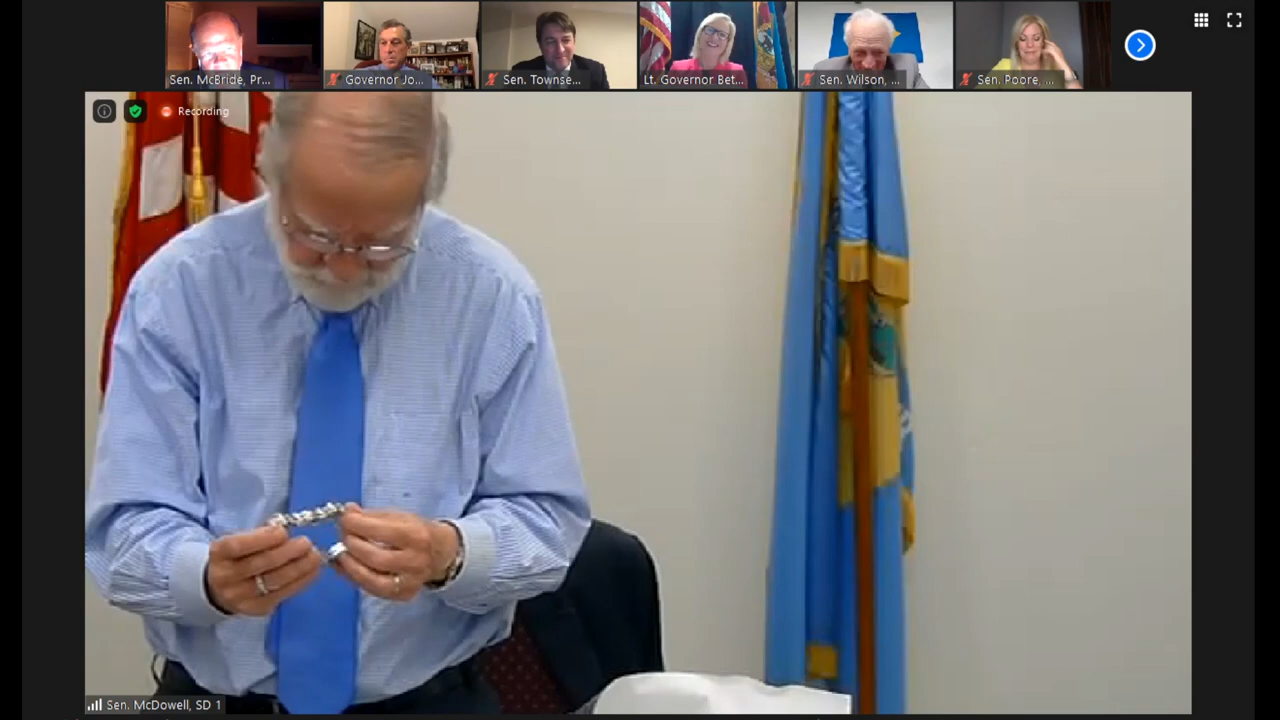 Sen. McBride, Pr...
Governor Jo...
Sen. Townse...
Lt. Governor Bet...
Sen. Wilson, ...
Sen. Poore, ...
Recording
Sen. McDowell, SD 1